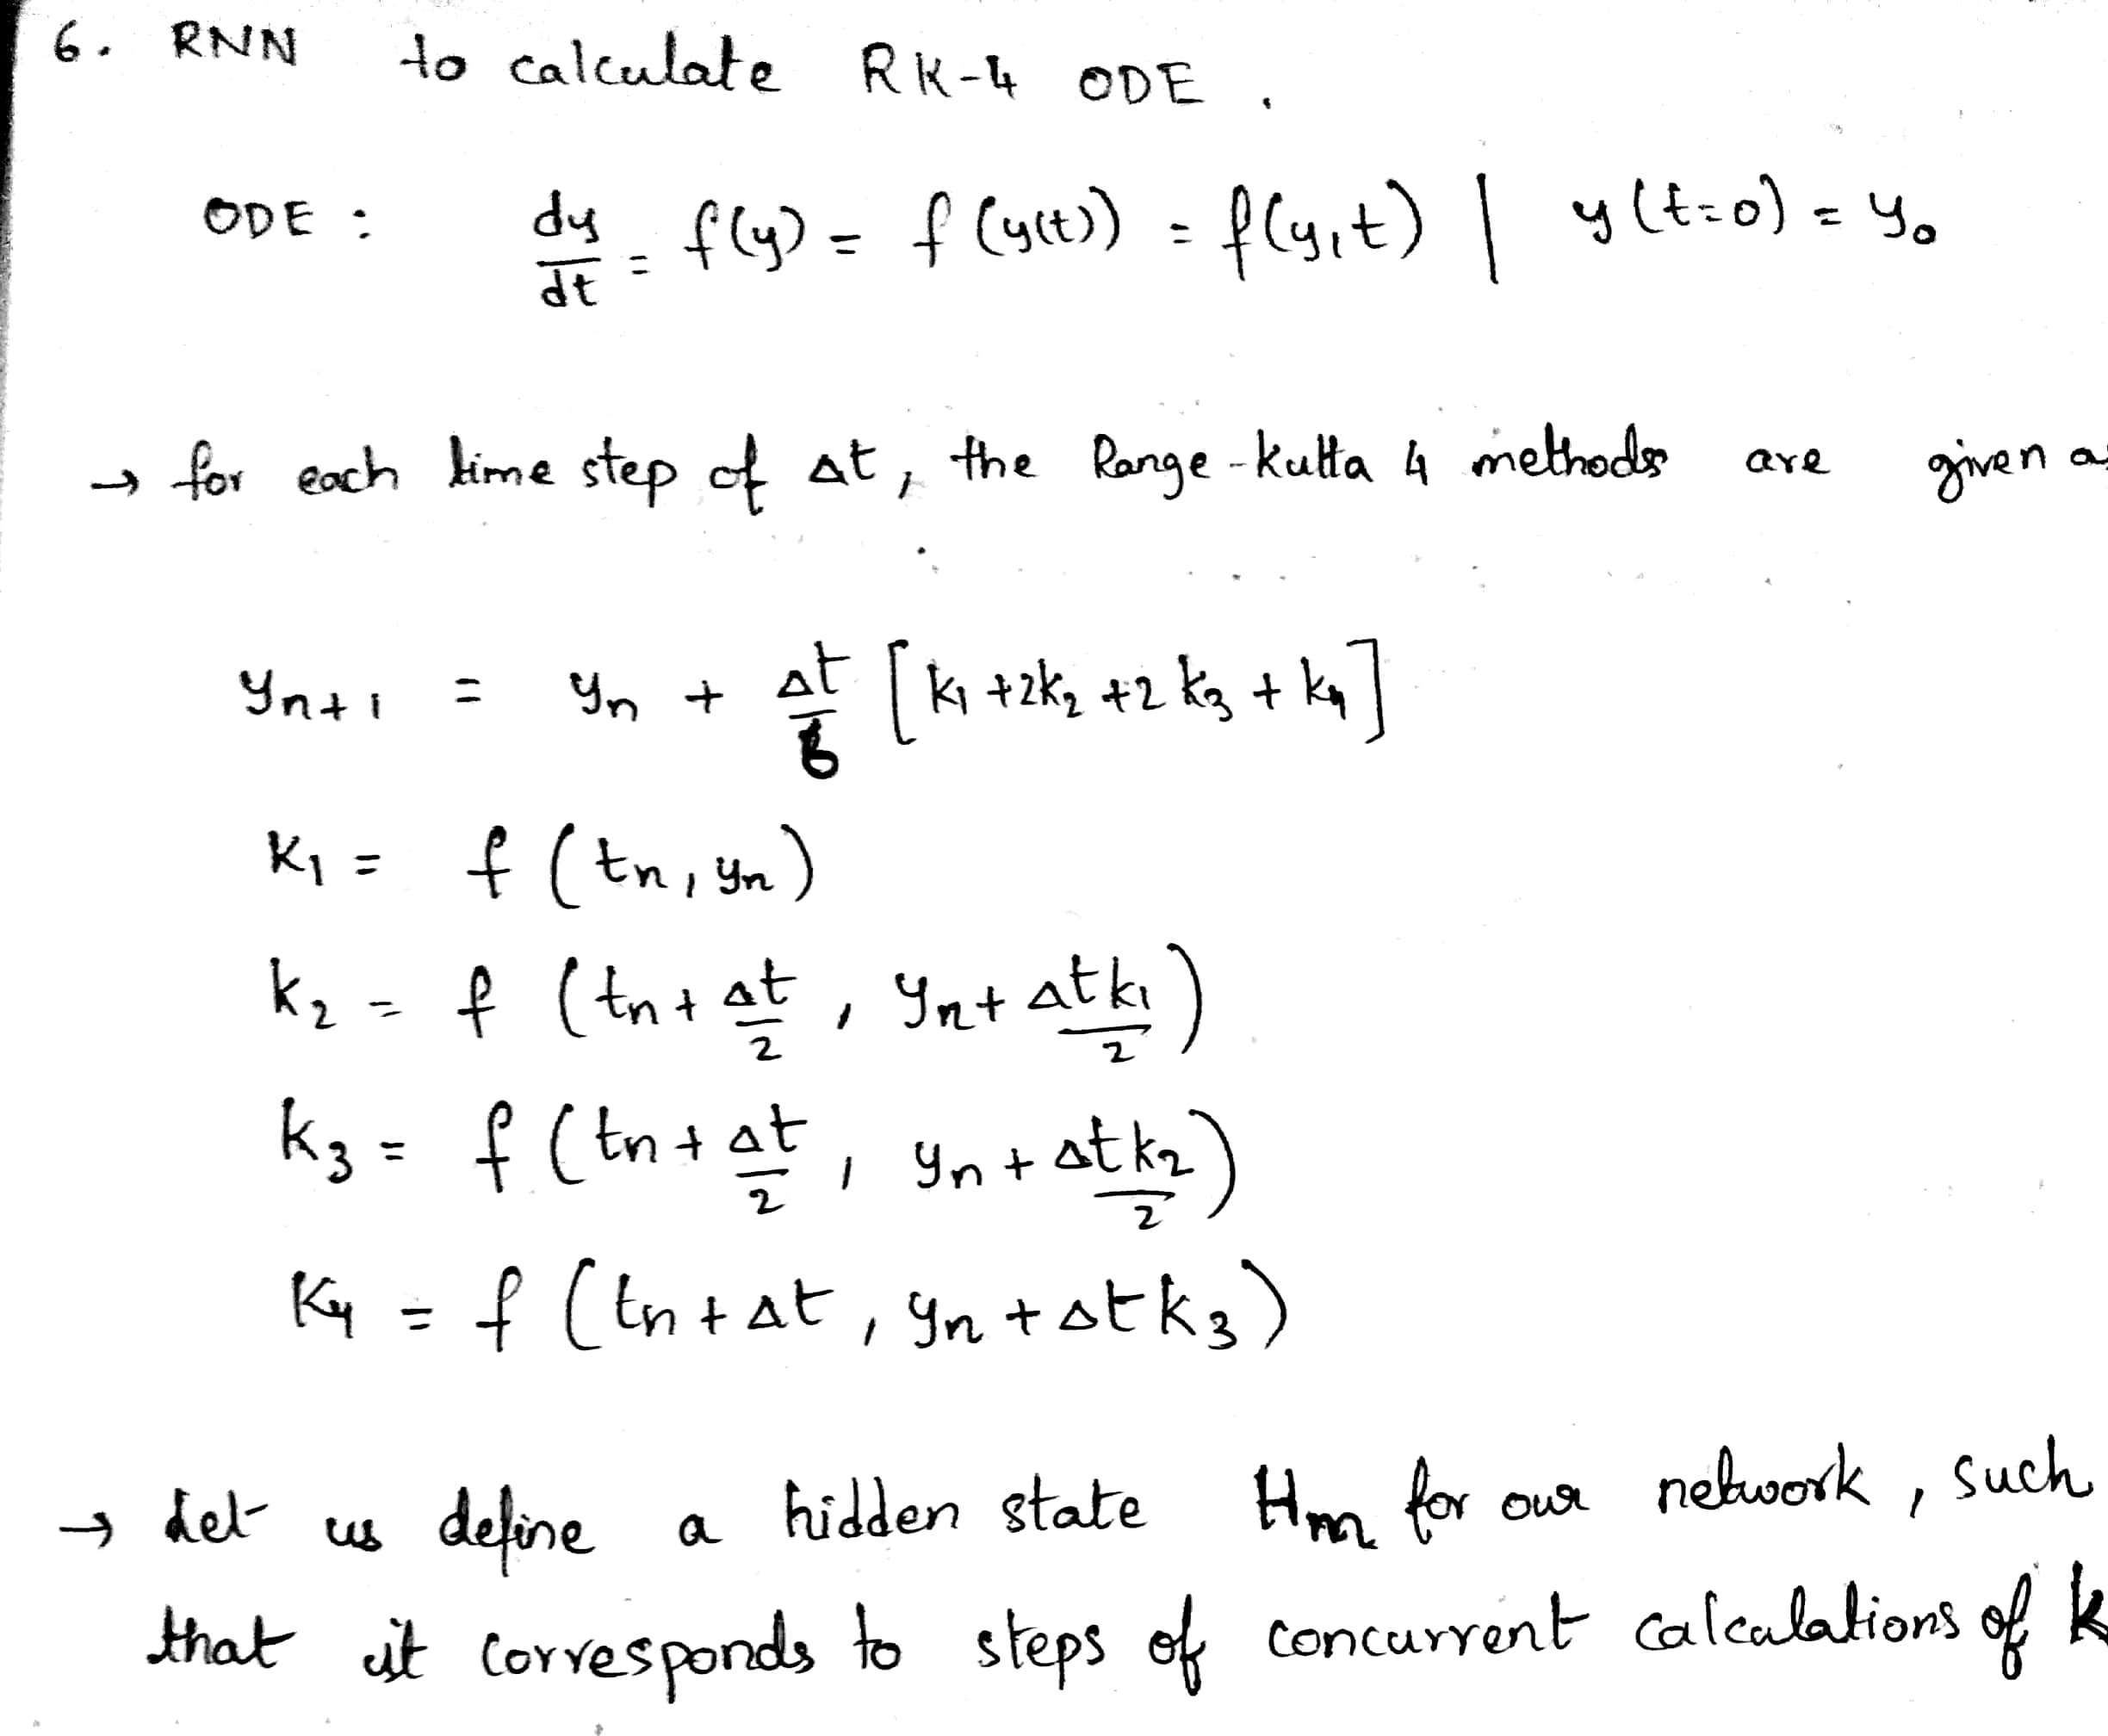 6. RNN to calculate RK-4 ODE.
ODE : dy/dt = f(y) = f(y(t)) = f(y,t) | y(t=0) = y₀
→ for each time step of Δt, the Range-kutta 4 methods are given as
yn+1 = yn + Δt/6 [k1 + 2k2 + 2k3 + k4]
K1 = f(tn, yn)
k2 = f(tn + Δt/2, yn + Δtk1/2)
k3 = f(tn + Δt/2, yn + Δtk2/2)
K4 = f(tn + Δt, yn + Δtk3)
→ Let us define a hidden state Hm for our network, such
that it corresponds to steps of concurrent calculations of k